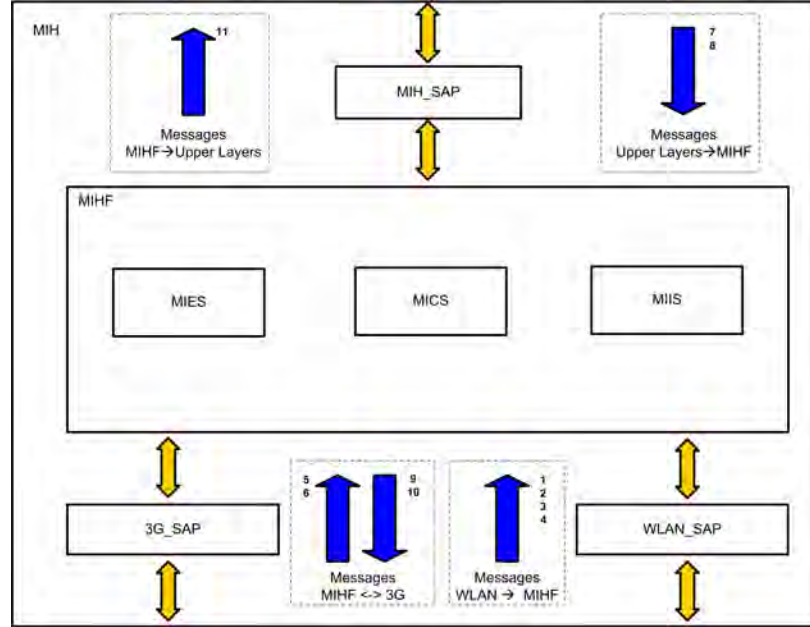 MIH
11
7
8
MIH_SAP
Messages
MIHF→Upper Layers
Messages
Upper Layers→MIHF
MIHF
MIES
MICS
MIIS
5
6
9
10
1
2
3
4
3G_SAP
WLAN_SAP
Messages
MIHF <-> 3G
Messages
WLAN → MIHF